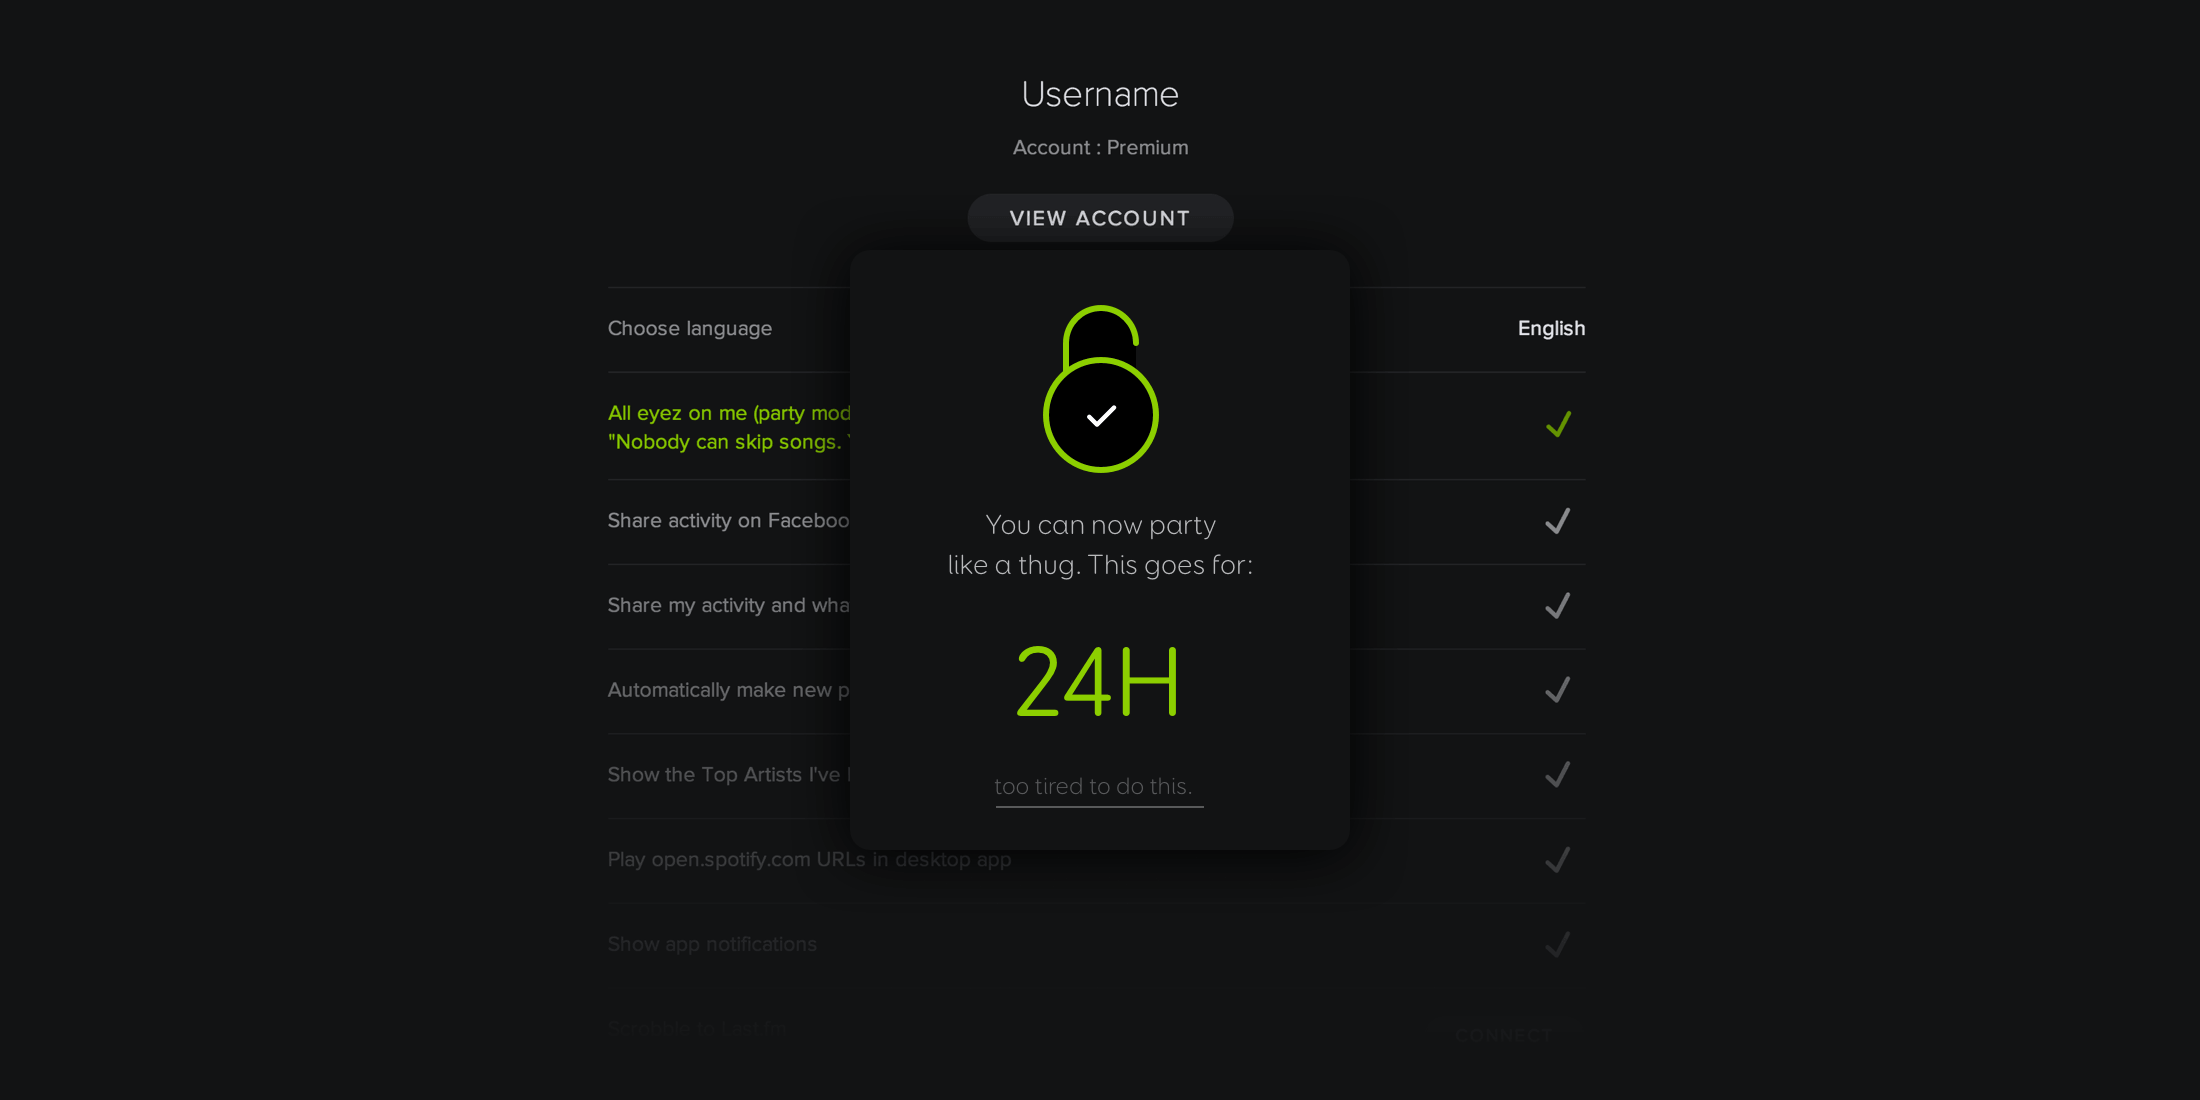 Username
Account : Premium
VIEW ACCOUNT
Choose language
English
All eyez on me (party mod
"Nobody can skip songs.
Share activity on Faceboo
Share my activity and wha
Automatically make new p
Show the Top Artists I've
You can now party
like a thug. This goes for:
24H
too tired to do this.
Play open.spotify.com URLs in desktop app
Show app notifications
Scrobble to Last.fm
CONNECT